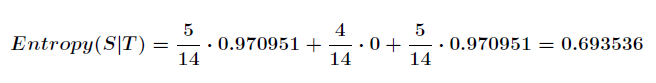 Entropy(S|T) = 5/14 · 0.970951 + 4/14 · 0 + 5/14 · 0.970951 = 0.693536